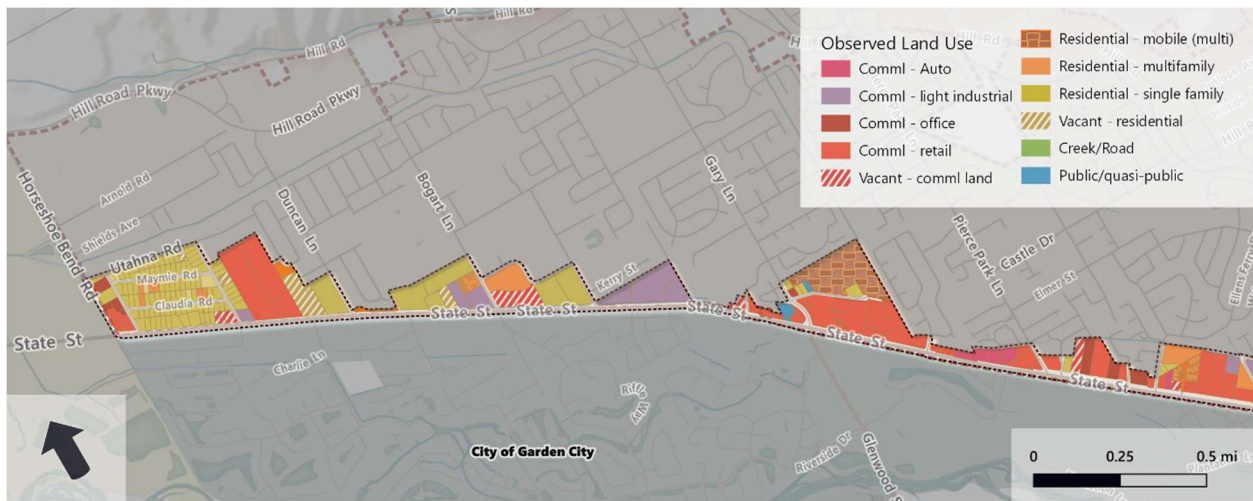 Observed Land Use
Comml - Auto
Comml - light industrial
Comml - office
Comml - retail
Vacant - comml land
Residential - mobile (multi)
Residential - multifamily
Residential - single family
Vacant - residential
Creek/Road
Public/quasi-public
Hill Rd
Hill Road Pkwy
Hill Road Pkwy
Horseshoe Bend Rd
Arnold Rd
Shields Ave
Utahna Rd
Maymie Rd
Claudia Rd
Duncan Ln
Bogart Ln
Kerry St
Gary Ln
Pierce Park Ln
Castle Dr
Elmer St
State St
State St
State St
State St
State St
State St
Charlie Ln
Riffle Way
City of Garden City
Riverside Dr
Glenwood S
0
0.25
0.5 mi